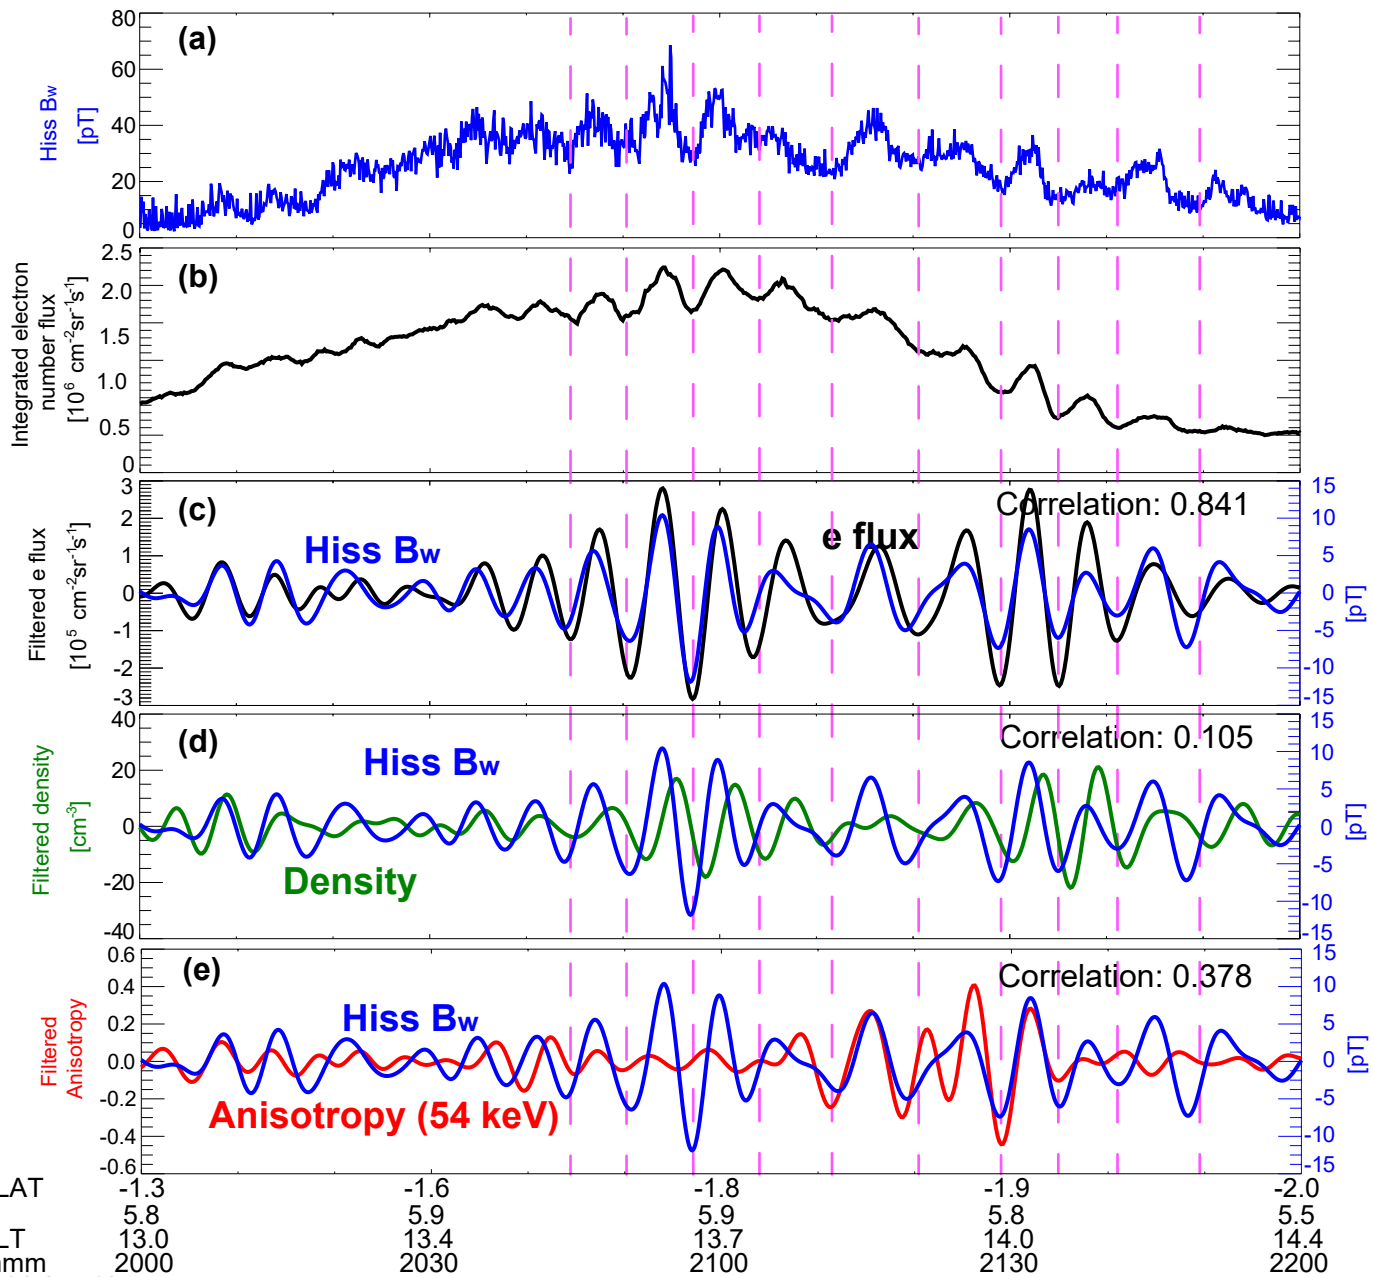 (a)
80
60
40
20
0
Hiss Bw
[pT]
(b)
2.5
2.0
1.5
1.0
0.5
0
Integrated electron
number flux
[10⁶ cm⁻²sr⁻¹s⁻¹]
(c)
Correlation: 0.841
Hiss Bw
e flux
3
2
1
0
-1
-2
-3
Filtered e flux
[10⁵ cm⁻²sr⁻¹s⁻¹]
15
10
5
0
-5
-10
-15
[pT]
(d)
Correlation: 0.105
Hiss Bw
Density
40
20
0
-20
-40
Filtered density
[cm⁻³]
15
10
5
0
-5
-10
-15
[pT]
(e)
Correlation: 0.378
Hiss Bw
Anisotropy (54 keV)
0.6
0.4
0.2
0.0
-0.2
-0.4
-0.6
Filtered
Anisotropy
15
10
5
0
-5
-10
-15
[pT]
LAT -1.3 -1.6 -1.8 -1.9 -2.0
5.8 5.9 5.9 5.8 5.5
LT 13.0 13.4 13.7 14.0 14.4
mm 2000 2030 2100 2130 2200